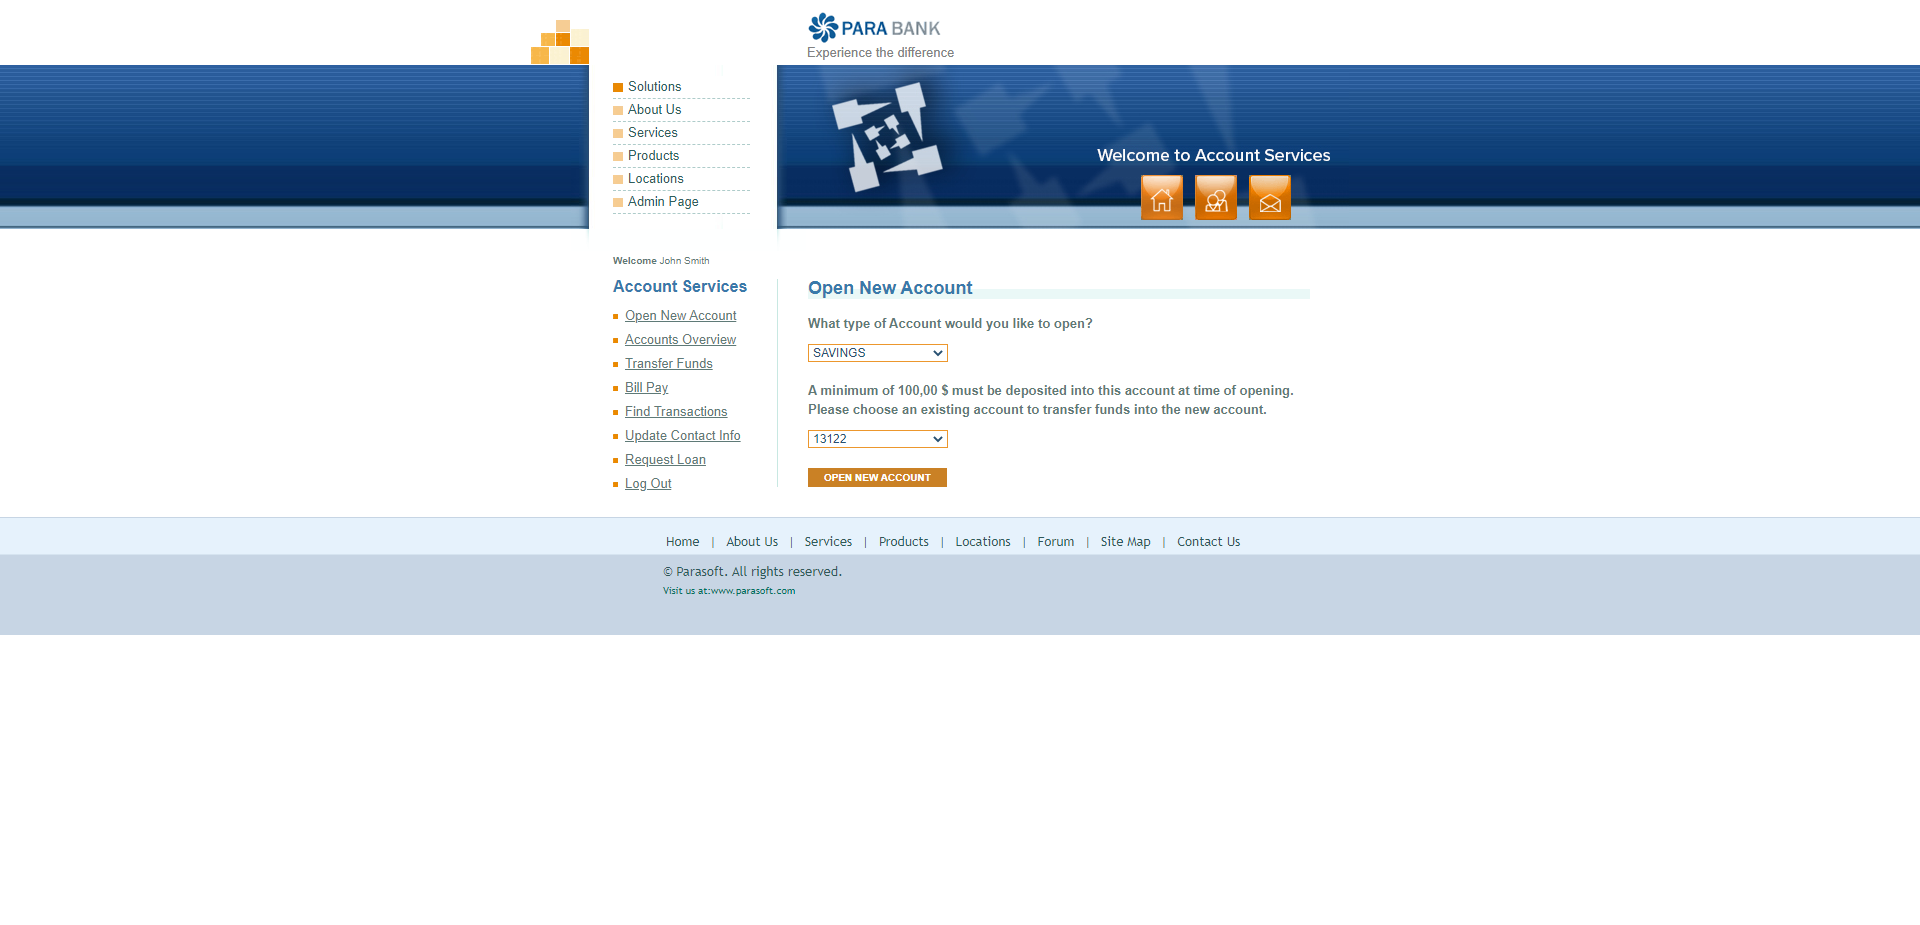 PARA BANK
Experience the difference
Solutions
About Us
Services
Products
Locations
Admin Page
Welcome to Account Services
Welcome John Smith
Account Services
Open New Account
Accounts Overview
Transfer Funds
Bill Pay
Find Transactions
Update Contact Info
Request Loan
Log Out
Open New Account
What type of Account would you like to open?
SAVINGS
A minimum of 100,00 $ must be deposited into this account at time of opening.
Please choose an existing account to transfer funds into the new account.
13122
OPEN NEW ACCOUNT
Home | About Us | Services | Products | Locations | Forum | Site Map | Contact Us
© Parasoft. All rights reserved.
Visit us at:www.parasoft.com